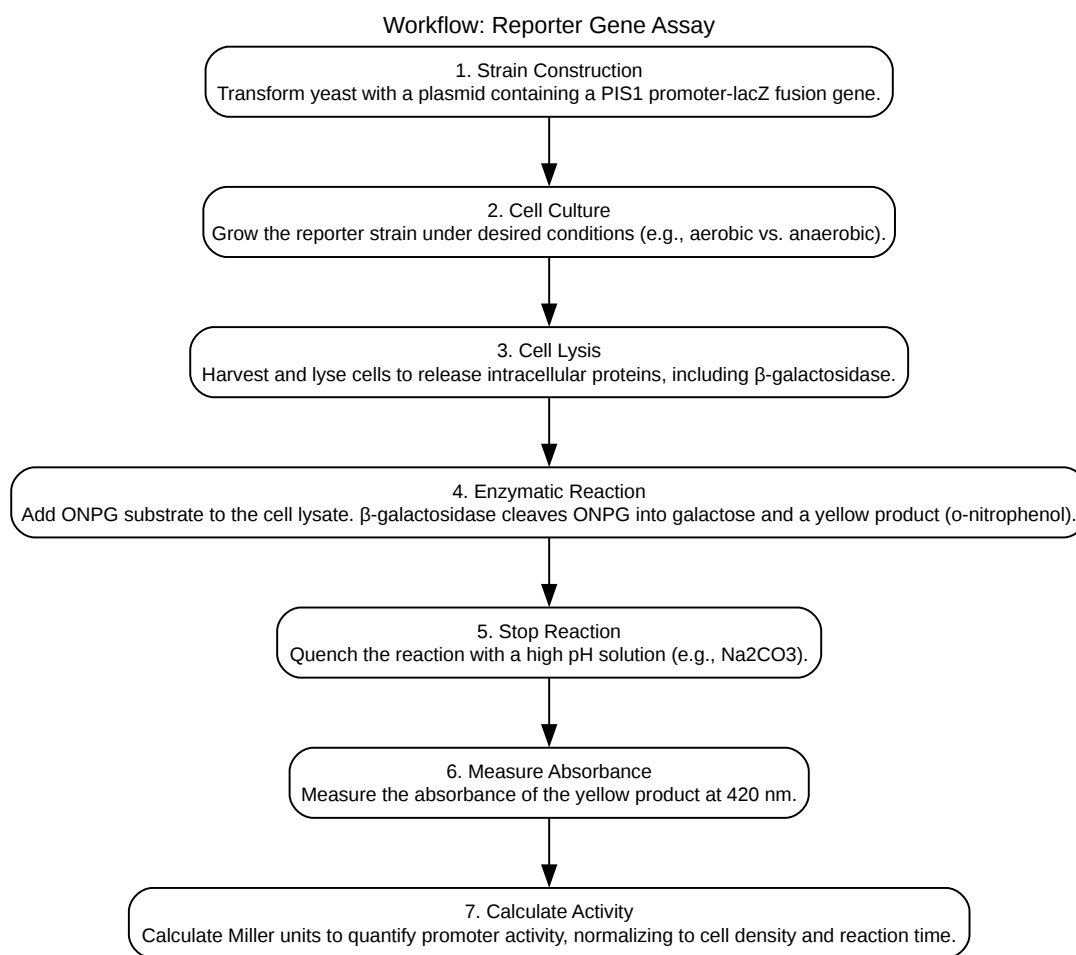 Workflow: Reporter Gene Assay
1. Strain Construction
Transform yeast with a plasmid containing a PIS1 promoter-lacZ fusion gene.
2. Cell Culture
Grow the reporter strain under desired conditions (e.g., aerobic vs. anaerobic).
3. Cell Lysis
Harvest and lyse cells to release intracellular proteins, including β-galactosidase.
4. Enzymatic Reaction
Add ONPG substrate to the cell lysate. β-galactosidase cleaves ONPG into galactose and a yellow product (o-nitrophenol).
5. Stop Reaction
Quench the reaction with a high pH solution (e.g., Na2CO3).
6. Measure Absorbance
Measure the absorbance of the yellow product at 420 nm.
7. Calculate Activity
Calculate Miller units to quantify promoter activity, normalizing to cell density and reaction time.